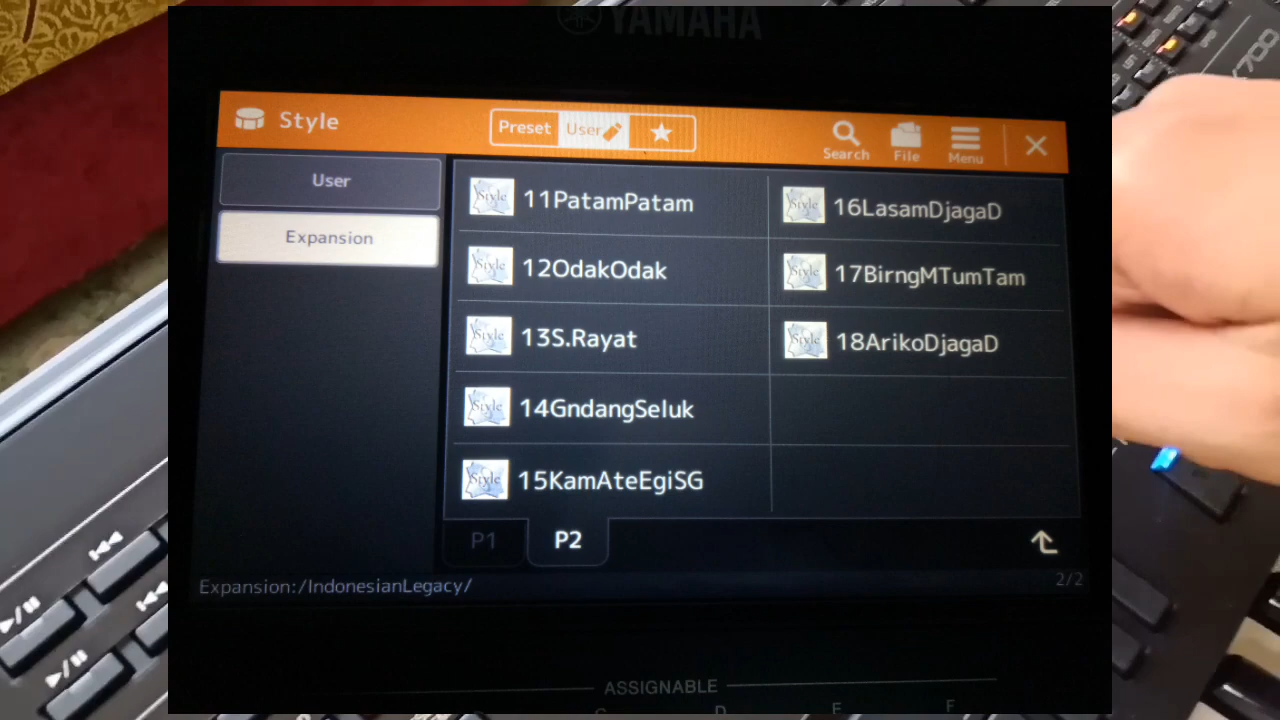 YAMAHA
Style
Preset
User
Search
File
Menu
User
Expansion
11PatamPatam
12OdakOdak
13S.Rayat
14GndangSeluk
15KamAteEgiSG
16LasamDjagaD
17BirngMTumTam
18ArikoDjagaD
P1
P2
Expansion:/IndonesianLegacy/
2/2
ASSIGNABLE
C
D
E
F